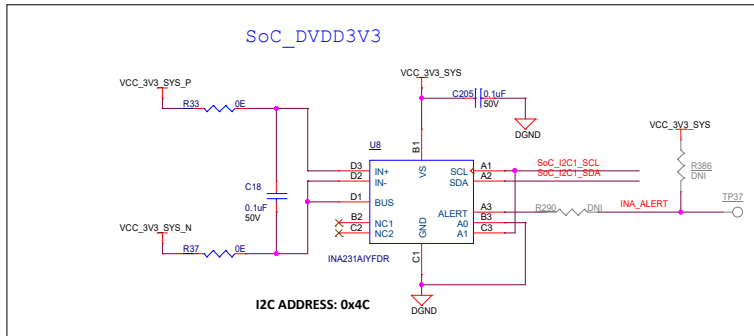 SoC_DVDD3V3
VCC_3V3_SYS_P
VCC_3V3_SYS
R33
0E
C205
0.1uF
50V
DGND
VCC_3V3_SYS
U8
B1
R386
DNI
D3
IN+
VS
SCL
A1
SoC_I2C1_SCL
D2
IN-
SDA
A2
SoC_I2C1_SDA
C18
0.1uF
50V
D1
BUS
ALERT
A3
R290
DNI
INA_ALERT
TP37
B2
NC1
A0
B3
C2
NC2
GND
A1
C3
VCC_3V3_SYS_N
R37
0E
INA231AIYFDR
C1
DGND
I2C ADDRESS: 0x4C